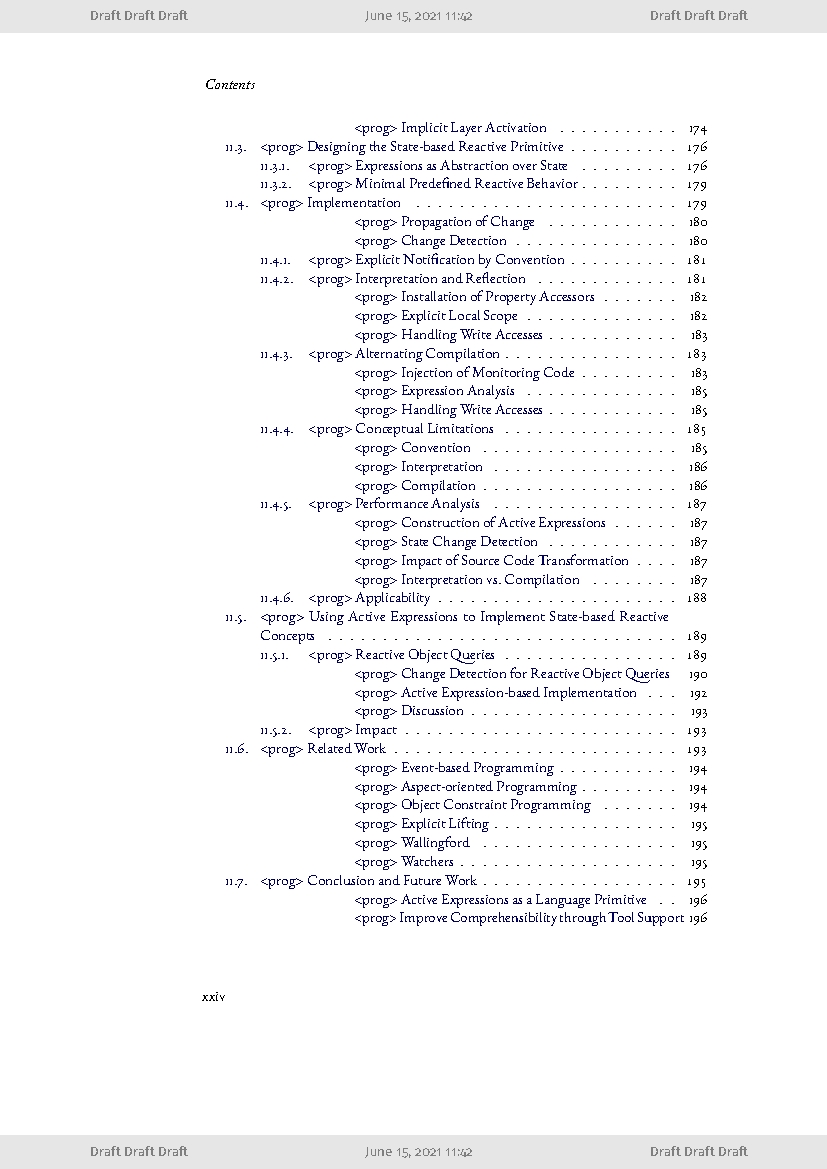 Draft Draft Draft June 15, 2021 11:42 Draft Draft Draft
Contents
<prog> Implicit Layer Activation . . . . . . . . . . . 174
11.3. <prog> Designing the State-based Reactive Primitive . . . . . . . . . . 176
11.3.1. <prog> Expressions as Abstraction over State . . . . . . . . . 176
11.3.2. <prog> Minimal Predefined Reactive Behavior . . . . . . . . . 179
11.4. <prog> Implementation . . . . . . . . . . . . . . . . . . . . . . . . 179
<prog> Propagation of Change . . . . . . . . . . . . 180
<prog> Change Detection . . . . . . . . . . . . . . . 180
11.4.1. <prog> Explicit Notification by Convention . . . . . . . . . . 181
11.4.2. <prog> Interpretation and Reflection . . . . . . . . . . . . . 181
<prog> Installation of Property Accessors . . . . . . . 182
<prog> Explicit Local Scope . . . . . . . . . . . . . . 182
<prog> Handling Write Accesses . . . . . . . . . . . . 183
11.4.3. <prog> Alternating Compilation . . . . . . . . . . . . . . . . 183
<prog> Injection of Monitoring Code . . . . . . . . . 183
<prog> Expression Analysis . . . . . . . . . . . . . . 185
<prog> Handling Write Accesses . . . . . . . . . . . . 185
11.4.4. <prog> Conceptual Limitations . . . . . . . . . . . . . . . . 185
<prog> Convention . . . . . . . . . . . . . . . . . . 185
<prog> Interpretation . . . . . . . . . . . . . . . . . 186
<prog> Compilation . . . . . . . . . . . . . . . . . . 186
11.4.5. <prog> Performance Analysis . . . . . . . . . . . . . . . . . 187
<prog> Construction of Active Expressions . . . . . . 187
<prog> State Change Detection . . . . . . . . . . . . 187
<prog> Impact of Source Code Transformation . . . . 187
<prog> Interpretation vs. Compilation . . . . . . . . 187
11.4.6. <prog> Applicability . . . . . . . . . . . . . . . . . . . . . . 188
11.5. <prog> Using Active Expressions to Implement State-based Reactive
Concepts . . . . . . . . . . . . . . . . . . . . . . . . . . . . . . . . 189
11.5.1. <prog> Reactive Object Queries . . . . . . . . . . . . . . . . 189
<prog> Change Detection for Reactive Object Queries 190
<prog> Active Expression-based Implementation . . . 192
<prog> Discussion . . . . . . . . . . . . . . . . . . . 193
11.5.2. <prog> Impact . . . . . . . . . . . . . . . . . . . . . . . . . 193
11.6. <prog> Related Work . . . . . . . . . . . . . . . . . . . . . . . . . . 193
<prog> Event-based Programming . . . . . . . . . . . 194
<prog> Aspect-oriented Programming . . . . . . . . . 194
<prog> Object Constraint Programming . . . . . . . 194
<prog> Explicit Lifting . . . . . . . . . . . . . . . . . 195
<prog> Wallingford . . . . . . . . . . . . . . . . . . 195
<prog> Watchers . . . . . . . . . . . . . . . . . . . . 195
11.7. <prog> Conclusion and Future Work . . . . . . . . . . . . . . . . . . 195
<prog> Active Expressions as a Language Primitive . . 196
<prog> Improve Comprehensibility through Tool Support 196
xxiv
Draft Draft Draft June 15, 2021 11:42 Draft Draft Draft